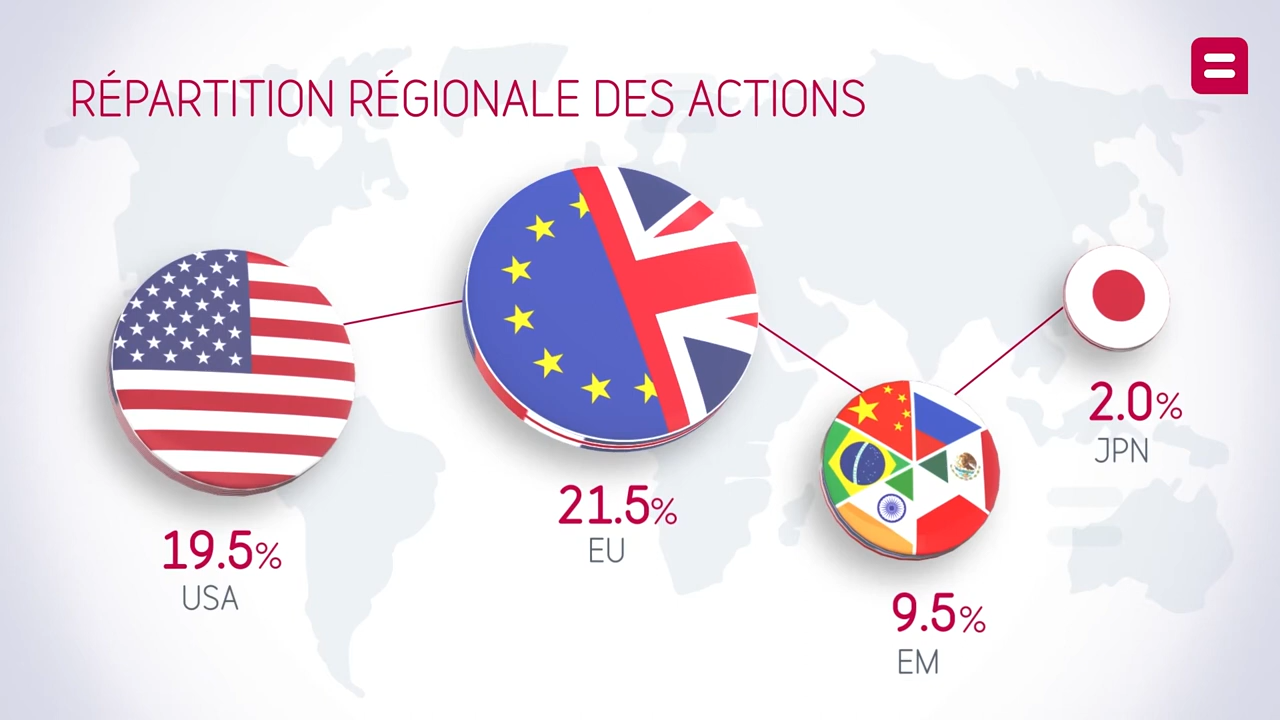 RÉPARTITION RÉGIONALE DES ACTIONS
19.5%
USA
21.5%
EU
9.5%
EM
2.0%
JPN